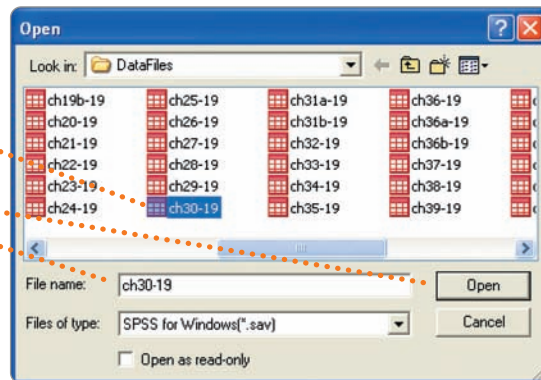 Open
Look in: DataFiles
ch19b-19 ch25-19 ch31a-19 ch36-19
ch20-19 ch26-19 ch31b-19 ch36a-19
ch21-19 ch27-19 ch32-19 ch36b-19
ch22-19 ch28-19 ch33-19 ch37-19
ch23-19 ch29-19 ch34-19 ch38-19
ch24-19 ch30-19 ch35-19 ch39-19
File name: ch30-19 Open
Files of type: SPSS for Windows(*.sav) Cancel
Open as read-only